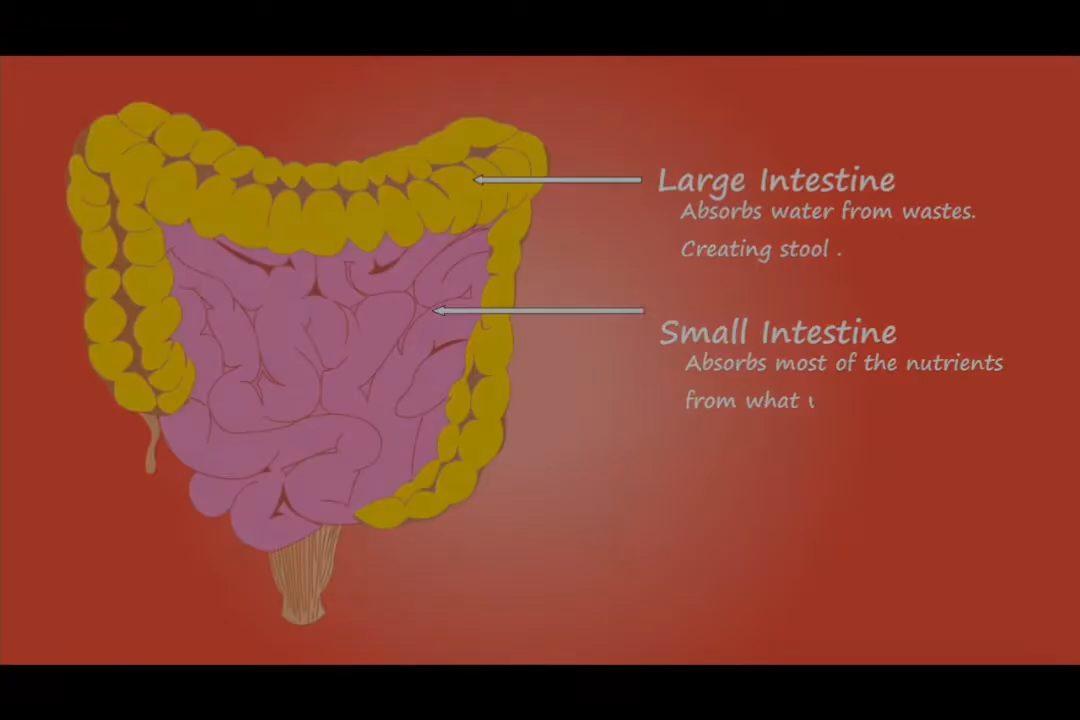 Large Intestine
Absorbs water from wastes.
Creating stool .
Small Intestine
Absorbs most of the nutrients
from what